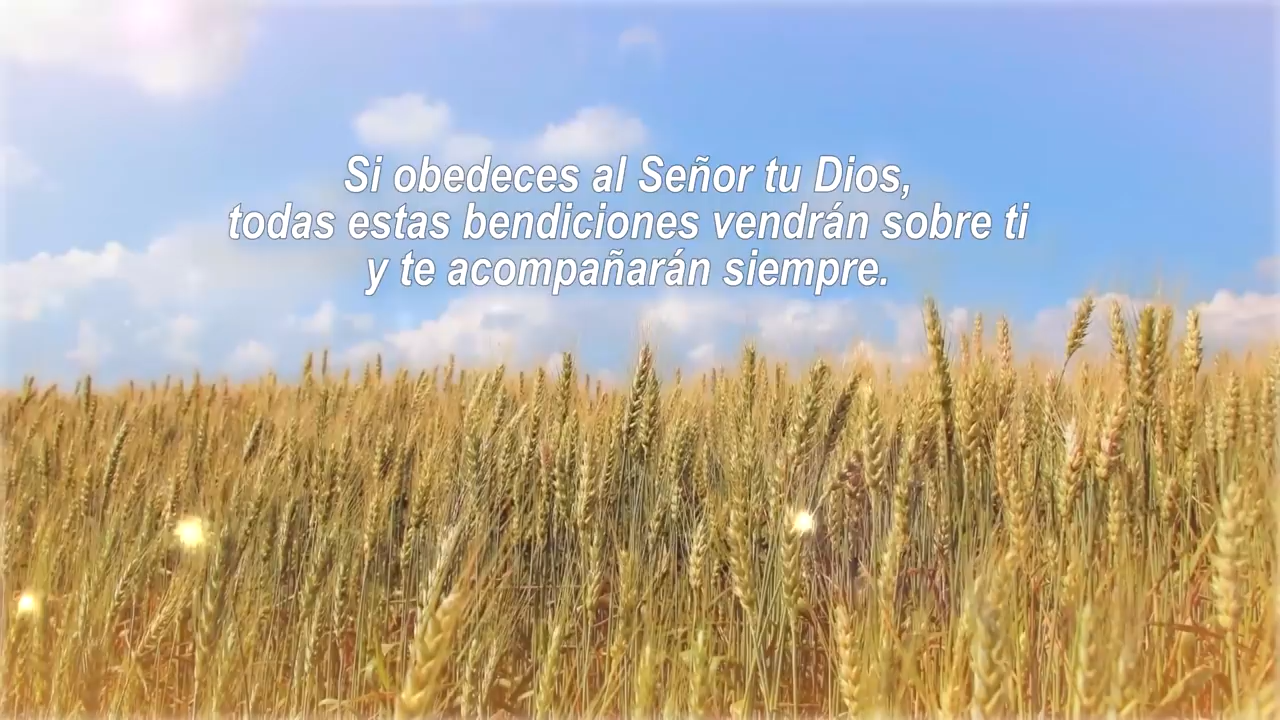 Si obedeces al Señor tu Dios,
todas estas bendiciones vendrán sobre ti
y te acompañarán siempre.